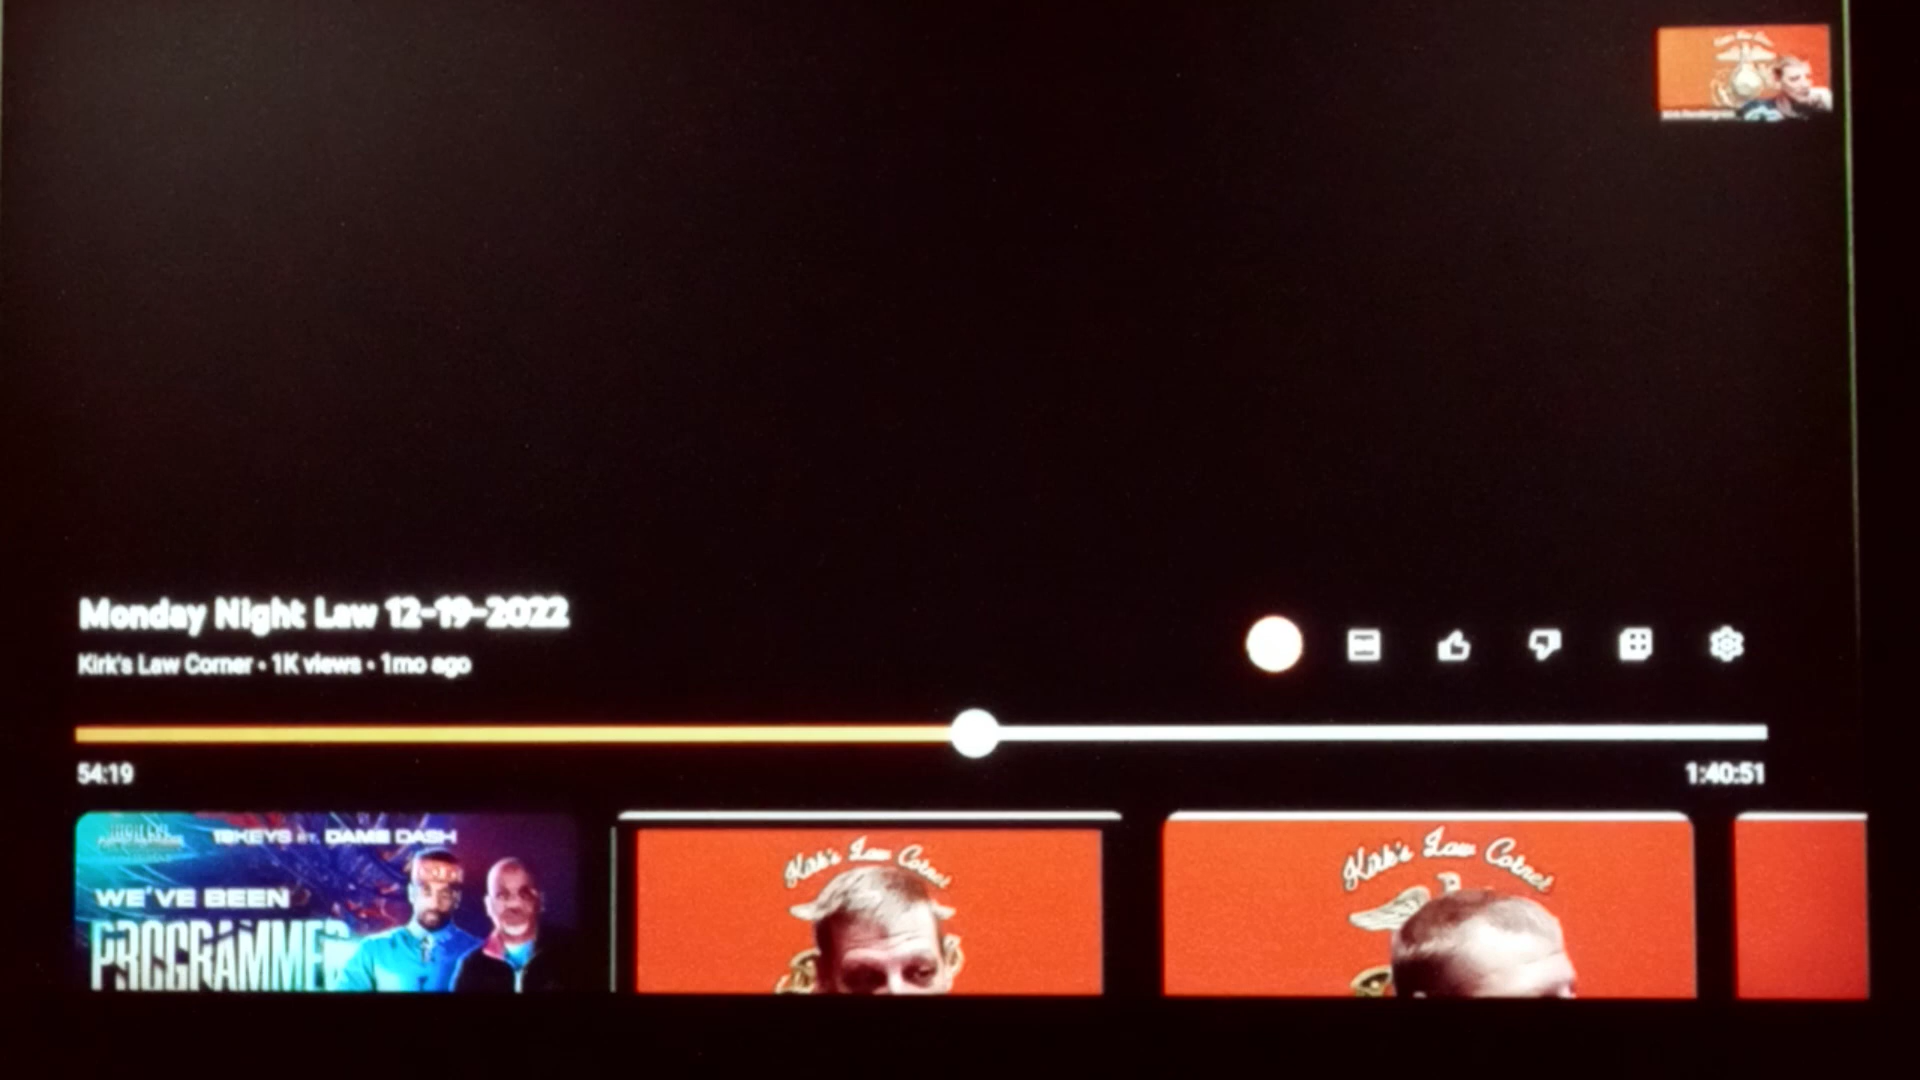 Monday Night Law 12-19-2022
Kirk's Law Corner • 1K views • 1mo ago
54:19
1:40:51
19KEYS FT. DAME DASH
WE'VE BEEN
PROGRAMMED
Kirk's Law Corner
Kirk's Law Corner